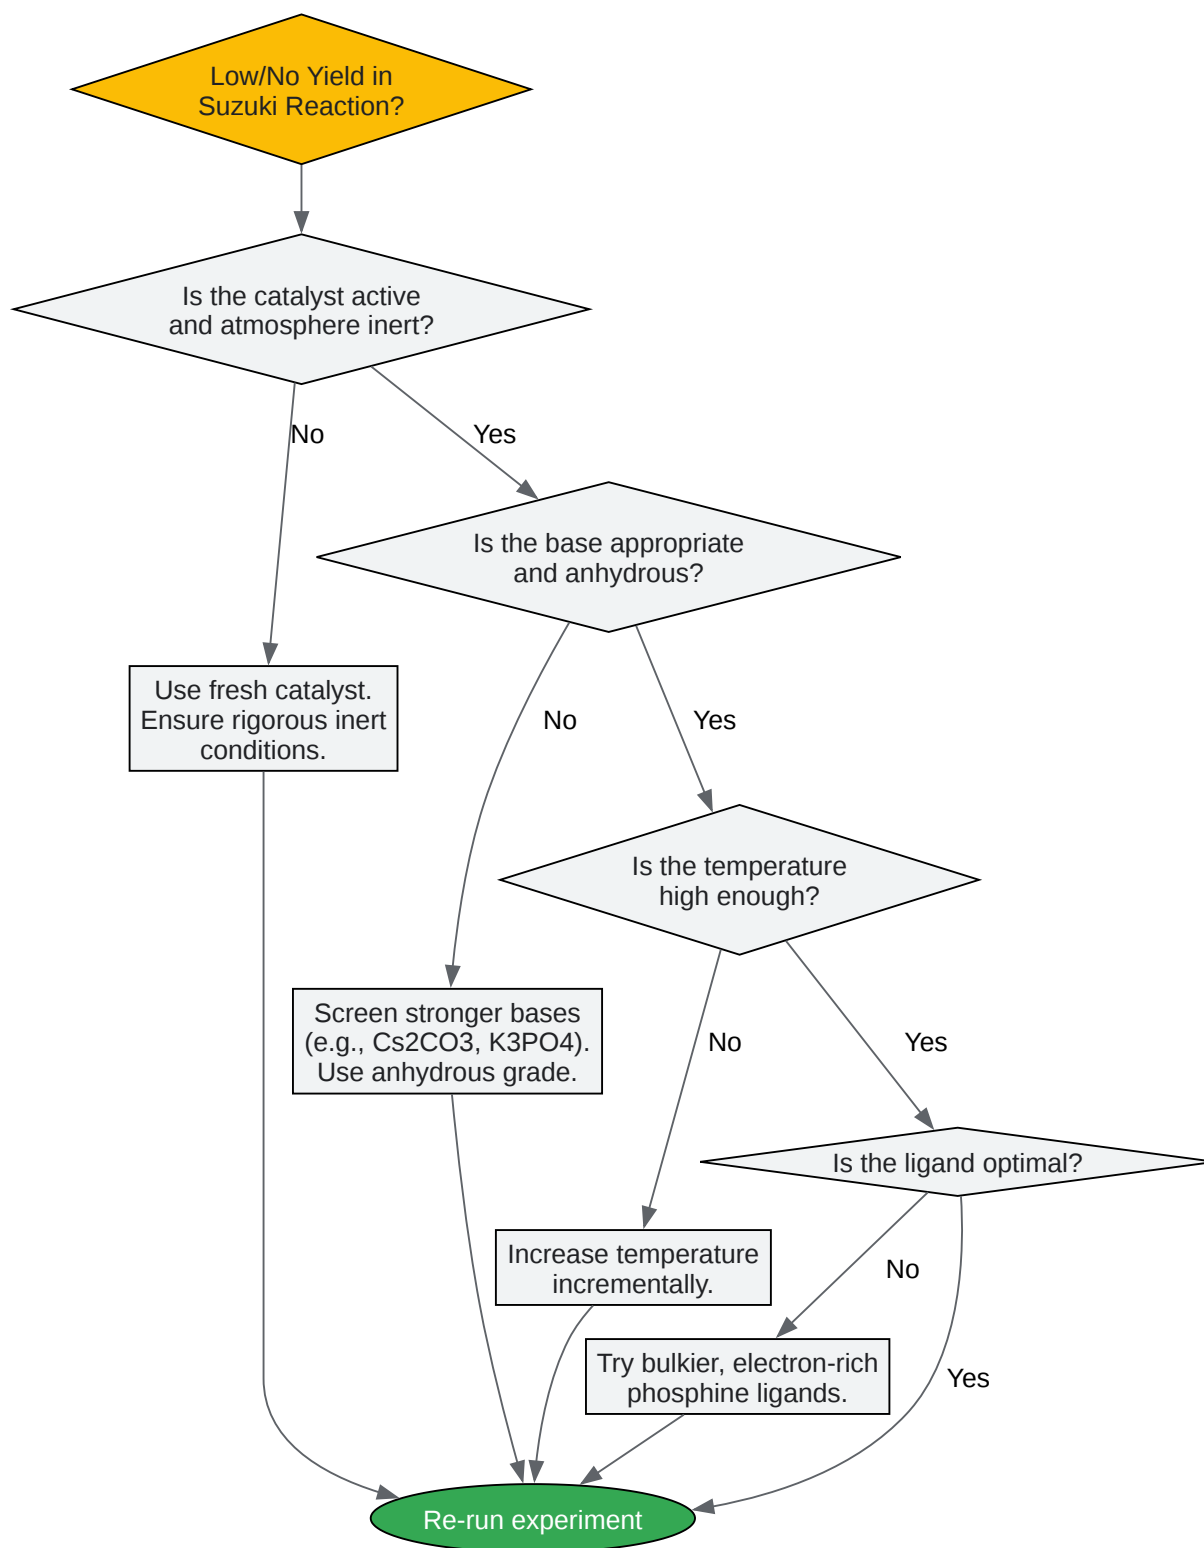 Low/No Yield in
Suzuki Reaction?
Is the catalyst active
and atmosphere inert?
No
Yes
Is the base appropriate
and anhydrous?
Use fresh catalyst.
Ensure rigorous inert
conditions.
No
Yes
Is the temperature
high enough?
Screen stronger bases
(e.g., Cs2CO3, K3PO4).
Use anhydrous grade.
No
Yes
Is the ligand optimal?
Increase temperature
incrementally.
No
Try bulkier, electron-rich
phosphine ligands.
Yes
Re-run experiment